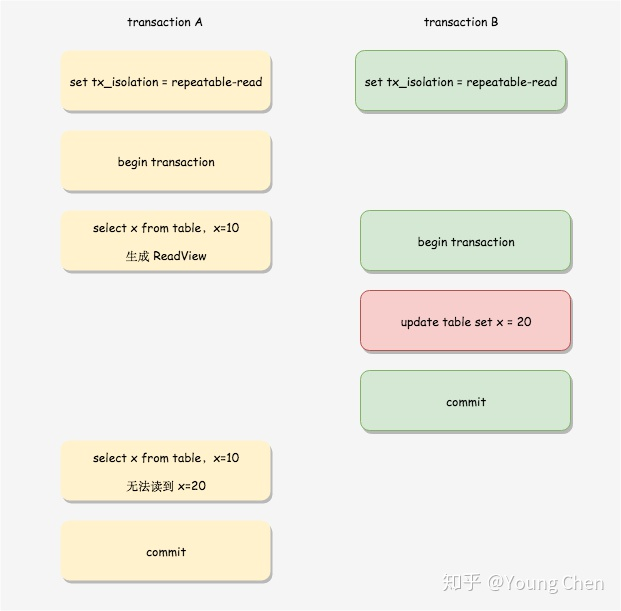 transaction A
transaction B
set tx_isolation = repeatable-read
set tx_isolation = repeatable-read
begin transaction
select x from table，x=10
生成 ReadView
begin transaction
update table set x = 20
commit
select x from table，x=10
无法读到 x=20
commit
知乎 @Young Chen